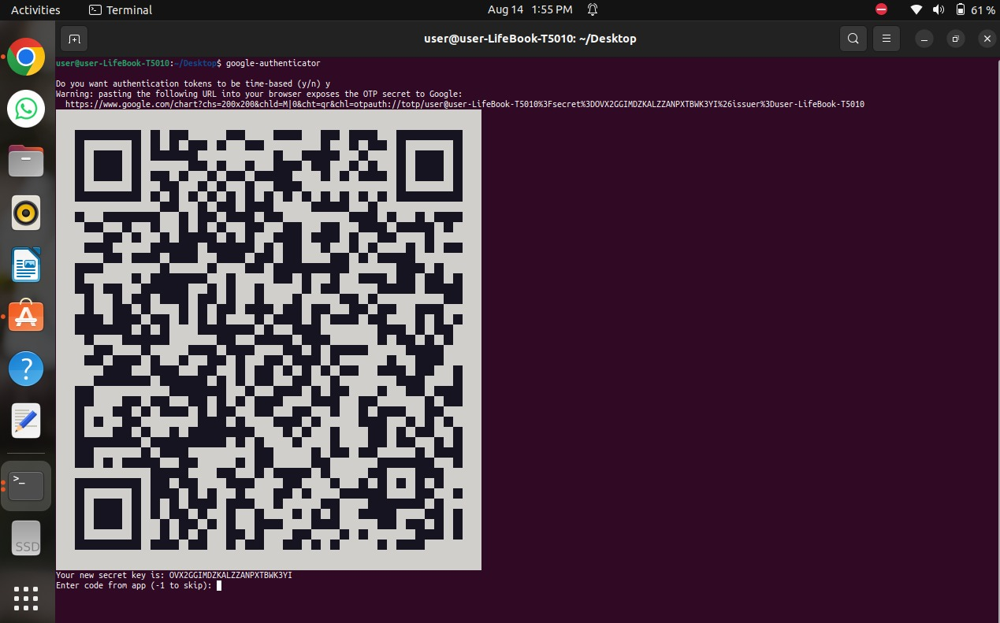 Activities
Terminal
Aug 14 1:55 PM
61 %
user@user-LifeBook-T5010: ~/Desktop
user@user-LifeBook-T5010:~/Desktop$ google-authenticator
Do you want authentication tokens to be time-based (y/n) y
Warning: pasting the following URL into your browser exposes the OTP secret to Google:
https://www.google.com/chart?chs=200x200&chld=M|0&cht=qr&chl=otpauth://totp/user@user-LifeBook-T5010%3Fsecret%3DOVX2GGIMDZKALZZANPXTBWK3YI%26issuer%3Duser-LifeBook-T5010
Your new secret key is: OVX2GGIMDZKALZZANPXTBWK3YI
Enter code from app (-1 to skip):
>_
SSD